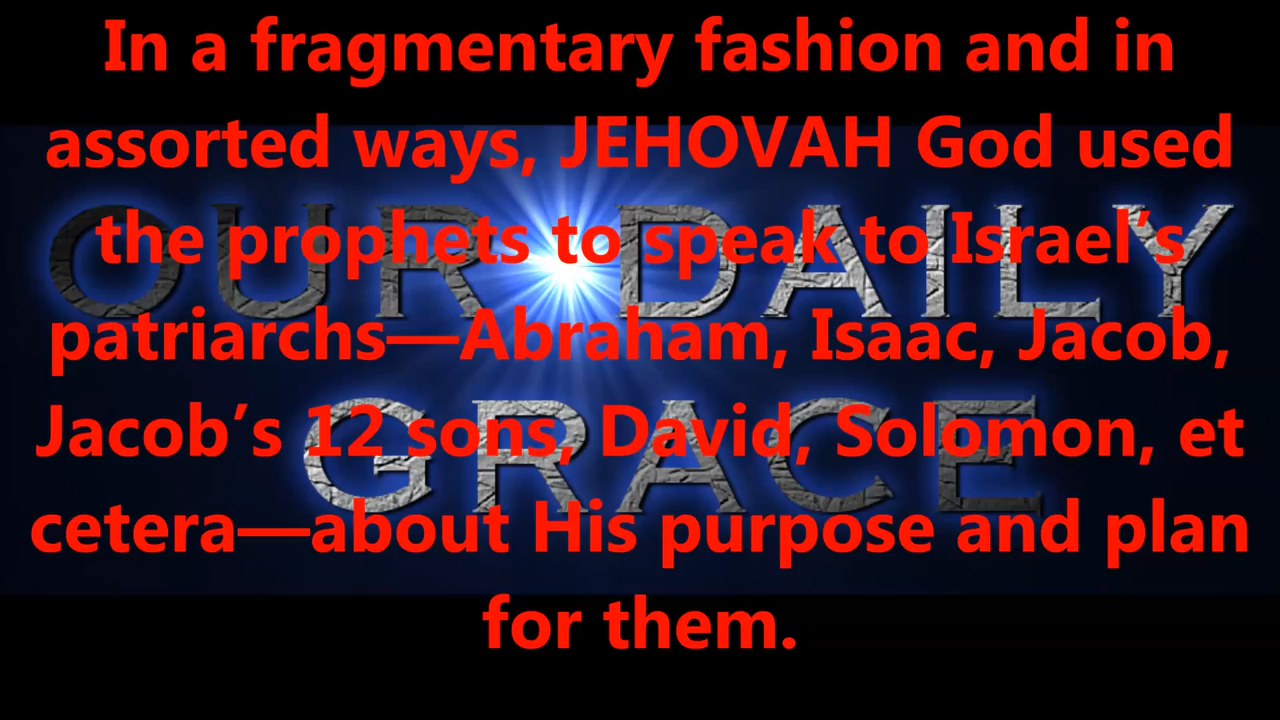 In a fragmentary fashion and in
assorted ways, JEHOVAH God used
the prophets to speak to Israel’s
patriarchs—Abraham, Isaac, Jacob,
Jacob’s 12 sons, David, Solomon, et
cetera—about His purpose and plan
for them.
OUR DAILY
GRACE